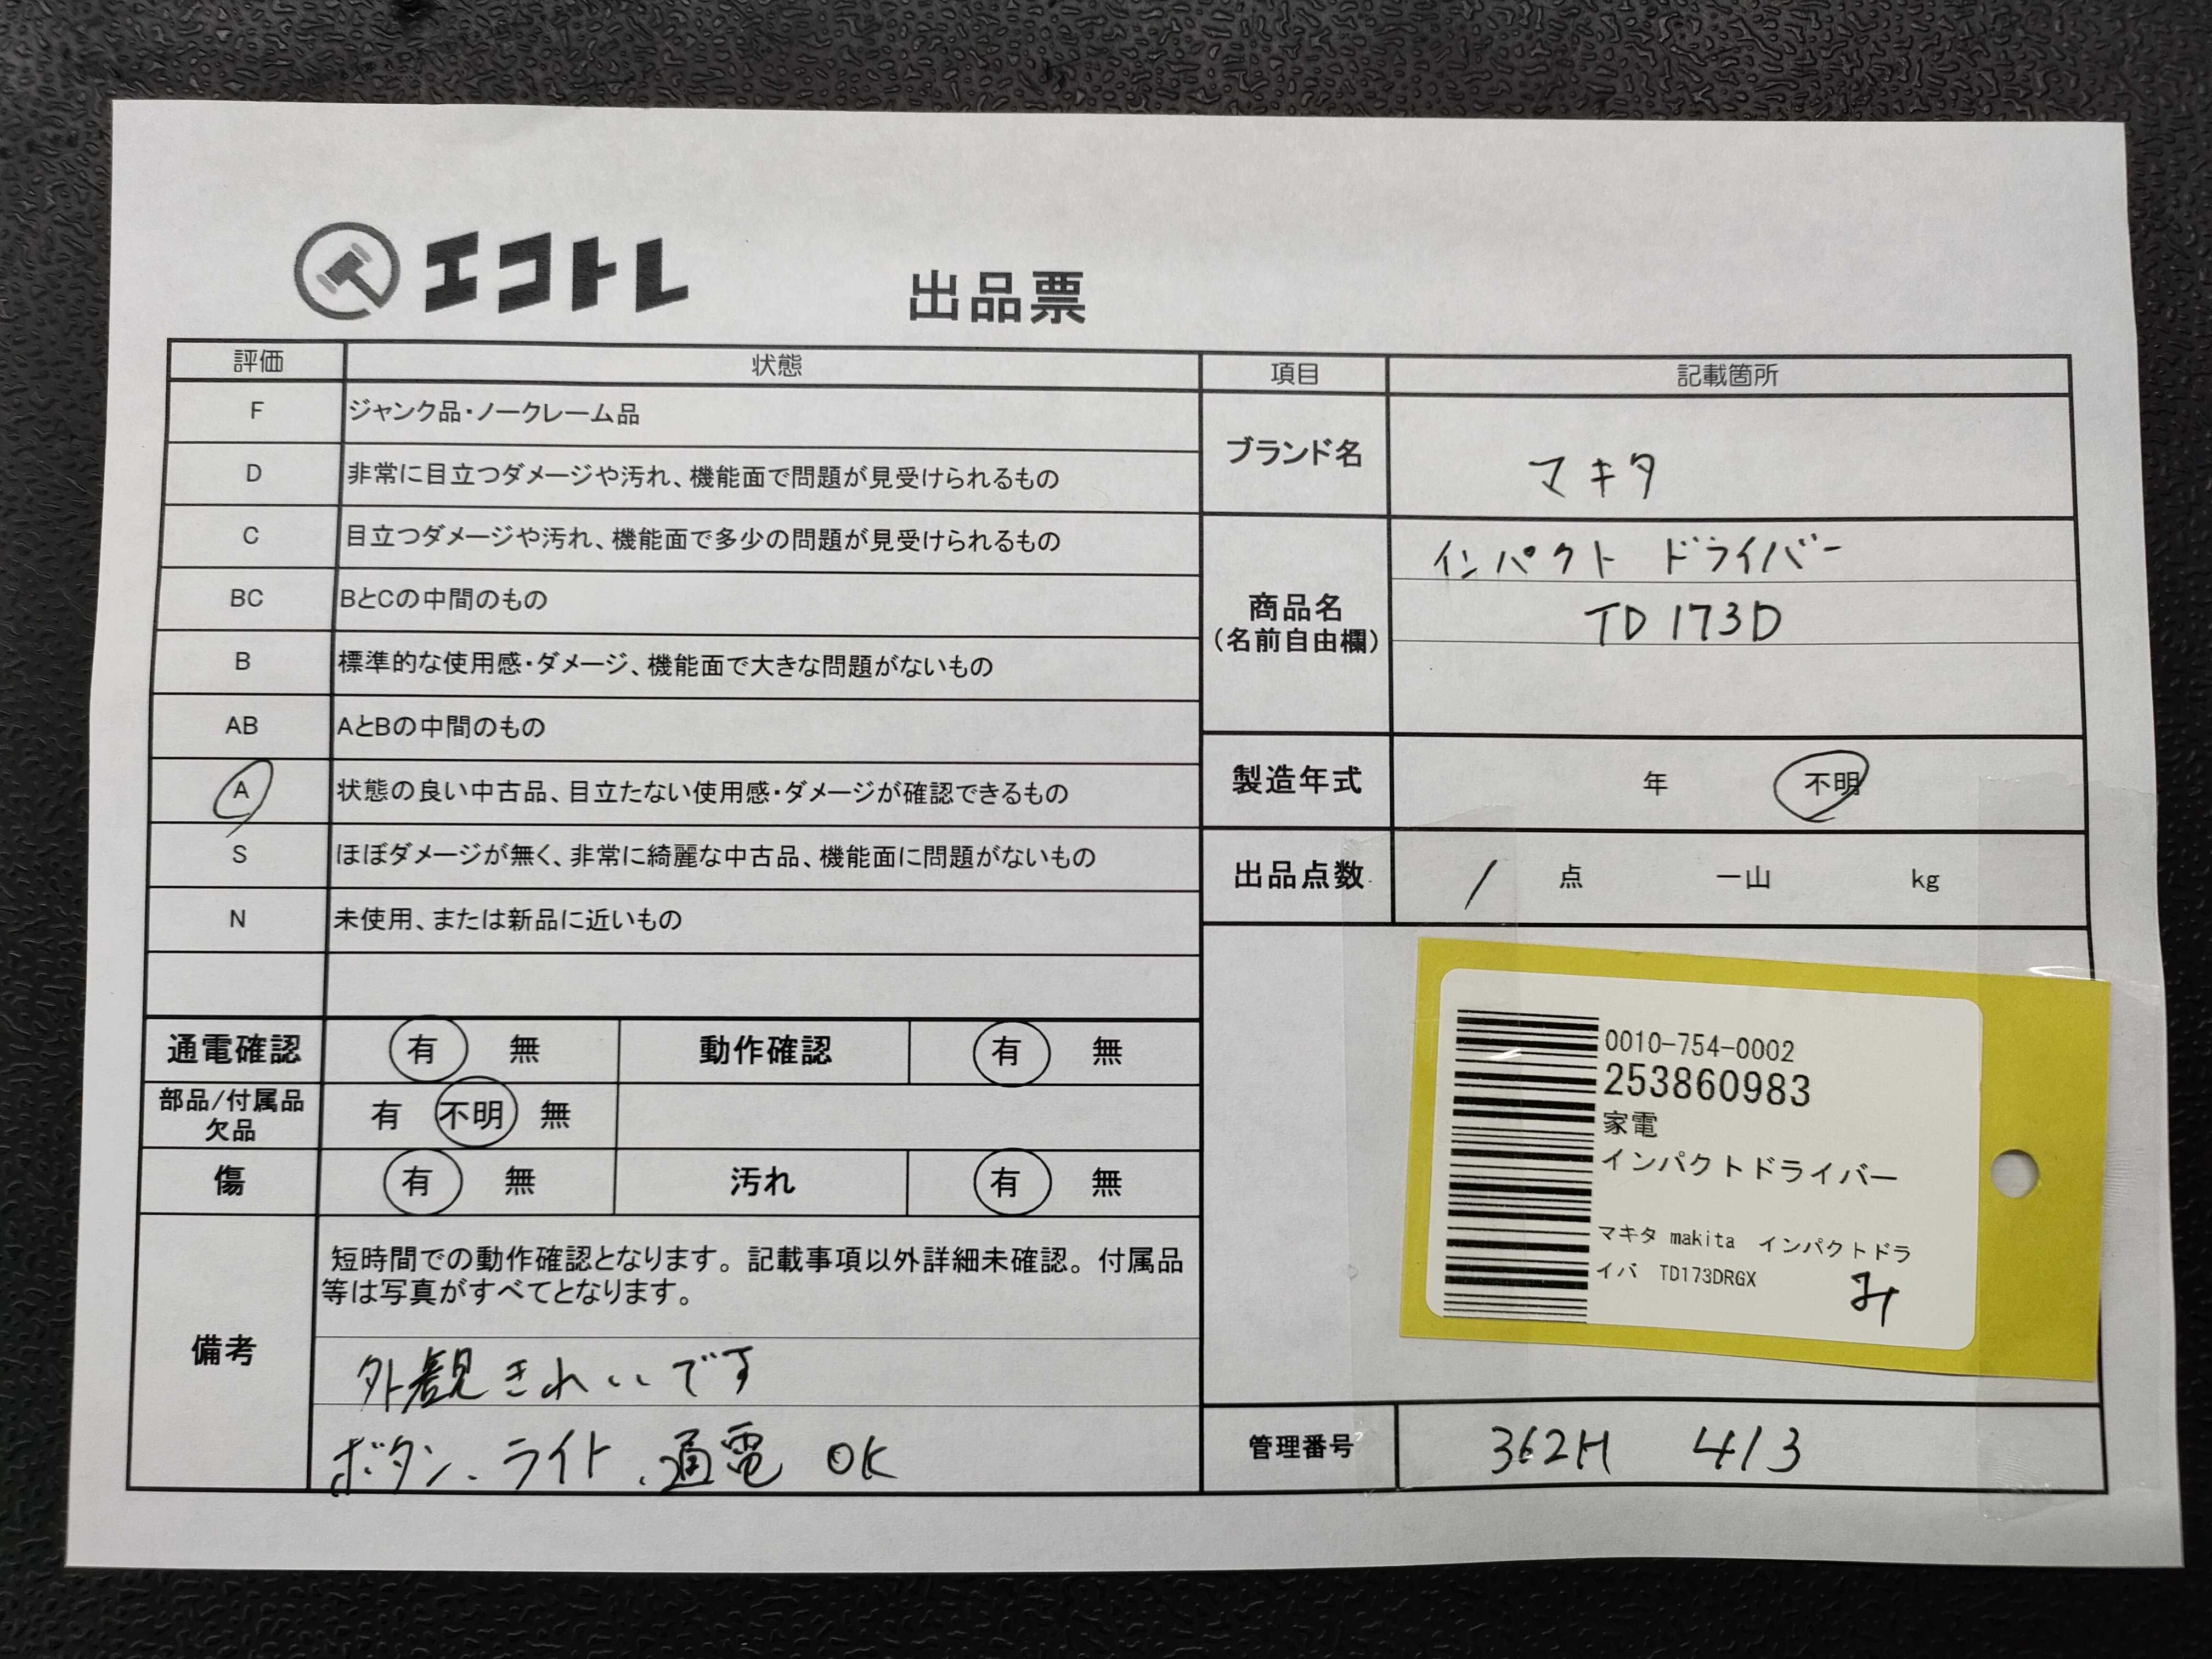 エコトレ
出品票
評価 状態
F ジャンク品・ノークレーム品
D 非常に目立つダメージや汚れ、機能面で問題が見受けられるもの
C 目立つダメージや汚れ、機能面で多少の問題が見受けられるもの
BC BとCの中間のもの
B 標準的な使用感・ダメージ、機能面で大きな問題がないもの
AB AとBの中間のもの
A 状態の良い中古品、目立たない使用感・ダメージが確認できるもの
S ほぼダメージが無く、非常に綺麗な中古品、機能面に問題がないもの
N 未使用、または新品に近いもの
通電確認 有 無 動作確認 有 無
部品/付属品
欠品 有 不明 無
傷 有 無 汚れ 有 無
備考
短時間での動作確認となります。記載事項以外詳細未確認。付属品
等は写真がすべてとなります。
外観きれいです
ボタン、ライト、通電 OK
項目 記載箇所
ブランド名 マキタ
商品名
(名前自由欄)
インパクト ドライバー
TD173D
製造年式 年 不明
出品点数 1 点 一山 kg
0010-754-0002
253860983
家電
インパクトドライバー
マキタ makita インパクトドラ
イバ TD173DRGX
み
管理番号 362H 413